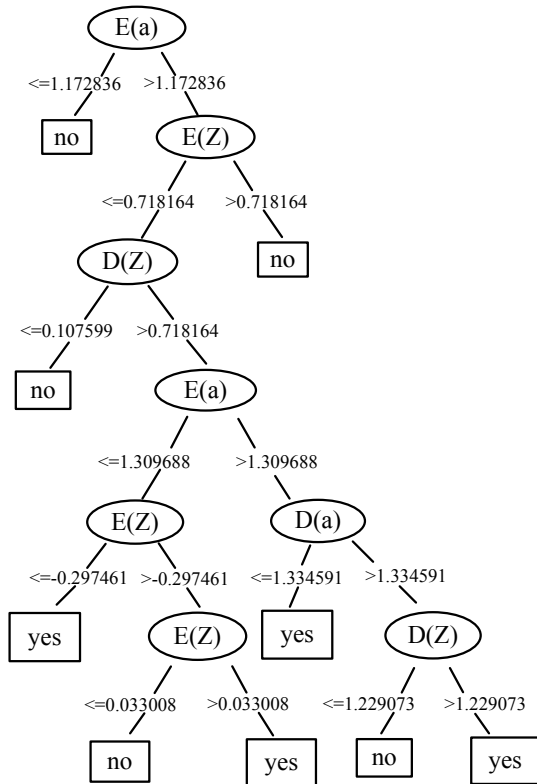 E(a)
<=1.172836 >1.172836
no E(Z)
<=0.718164 >0.718164
D(Z) no
<=0.107599 >0.718164
no E(a)
<=1.309688 >1.309688
E(Z) D(a)
<=-0.297461 >-0.297461 <=1.334591 >1.334591
yes E(Z) yes D(Z)
<=0.033008 >0.033008 <=1.229073 >1.229073
no yes no yes